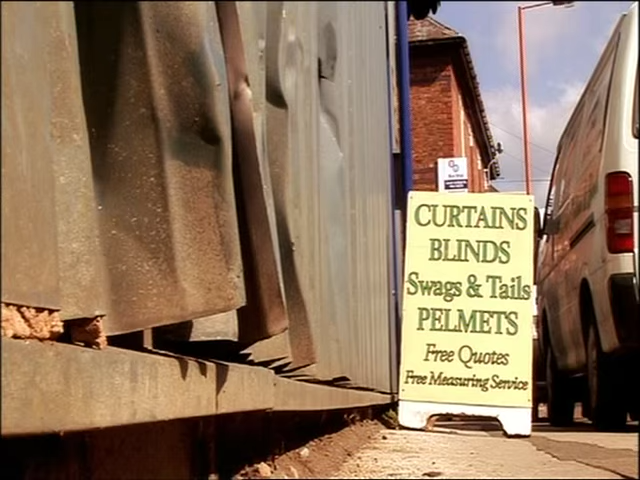 CURTAINS
BLINDS
Swags & Tails
PELMETS
Free Quotes
Free Measuring Service